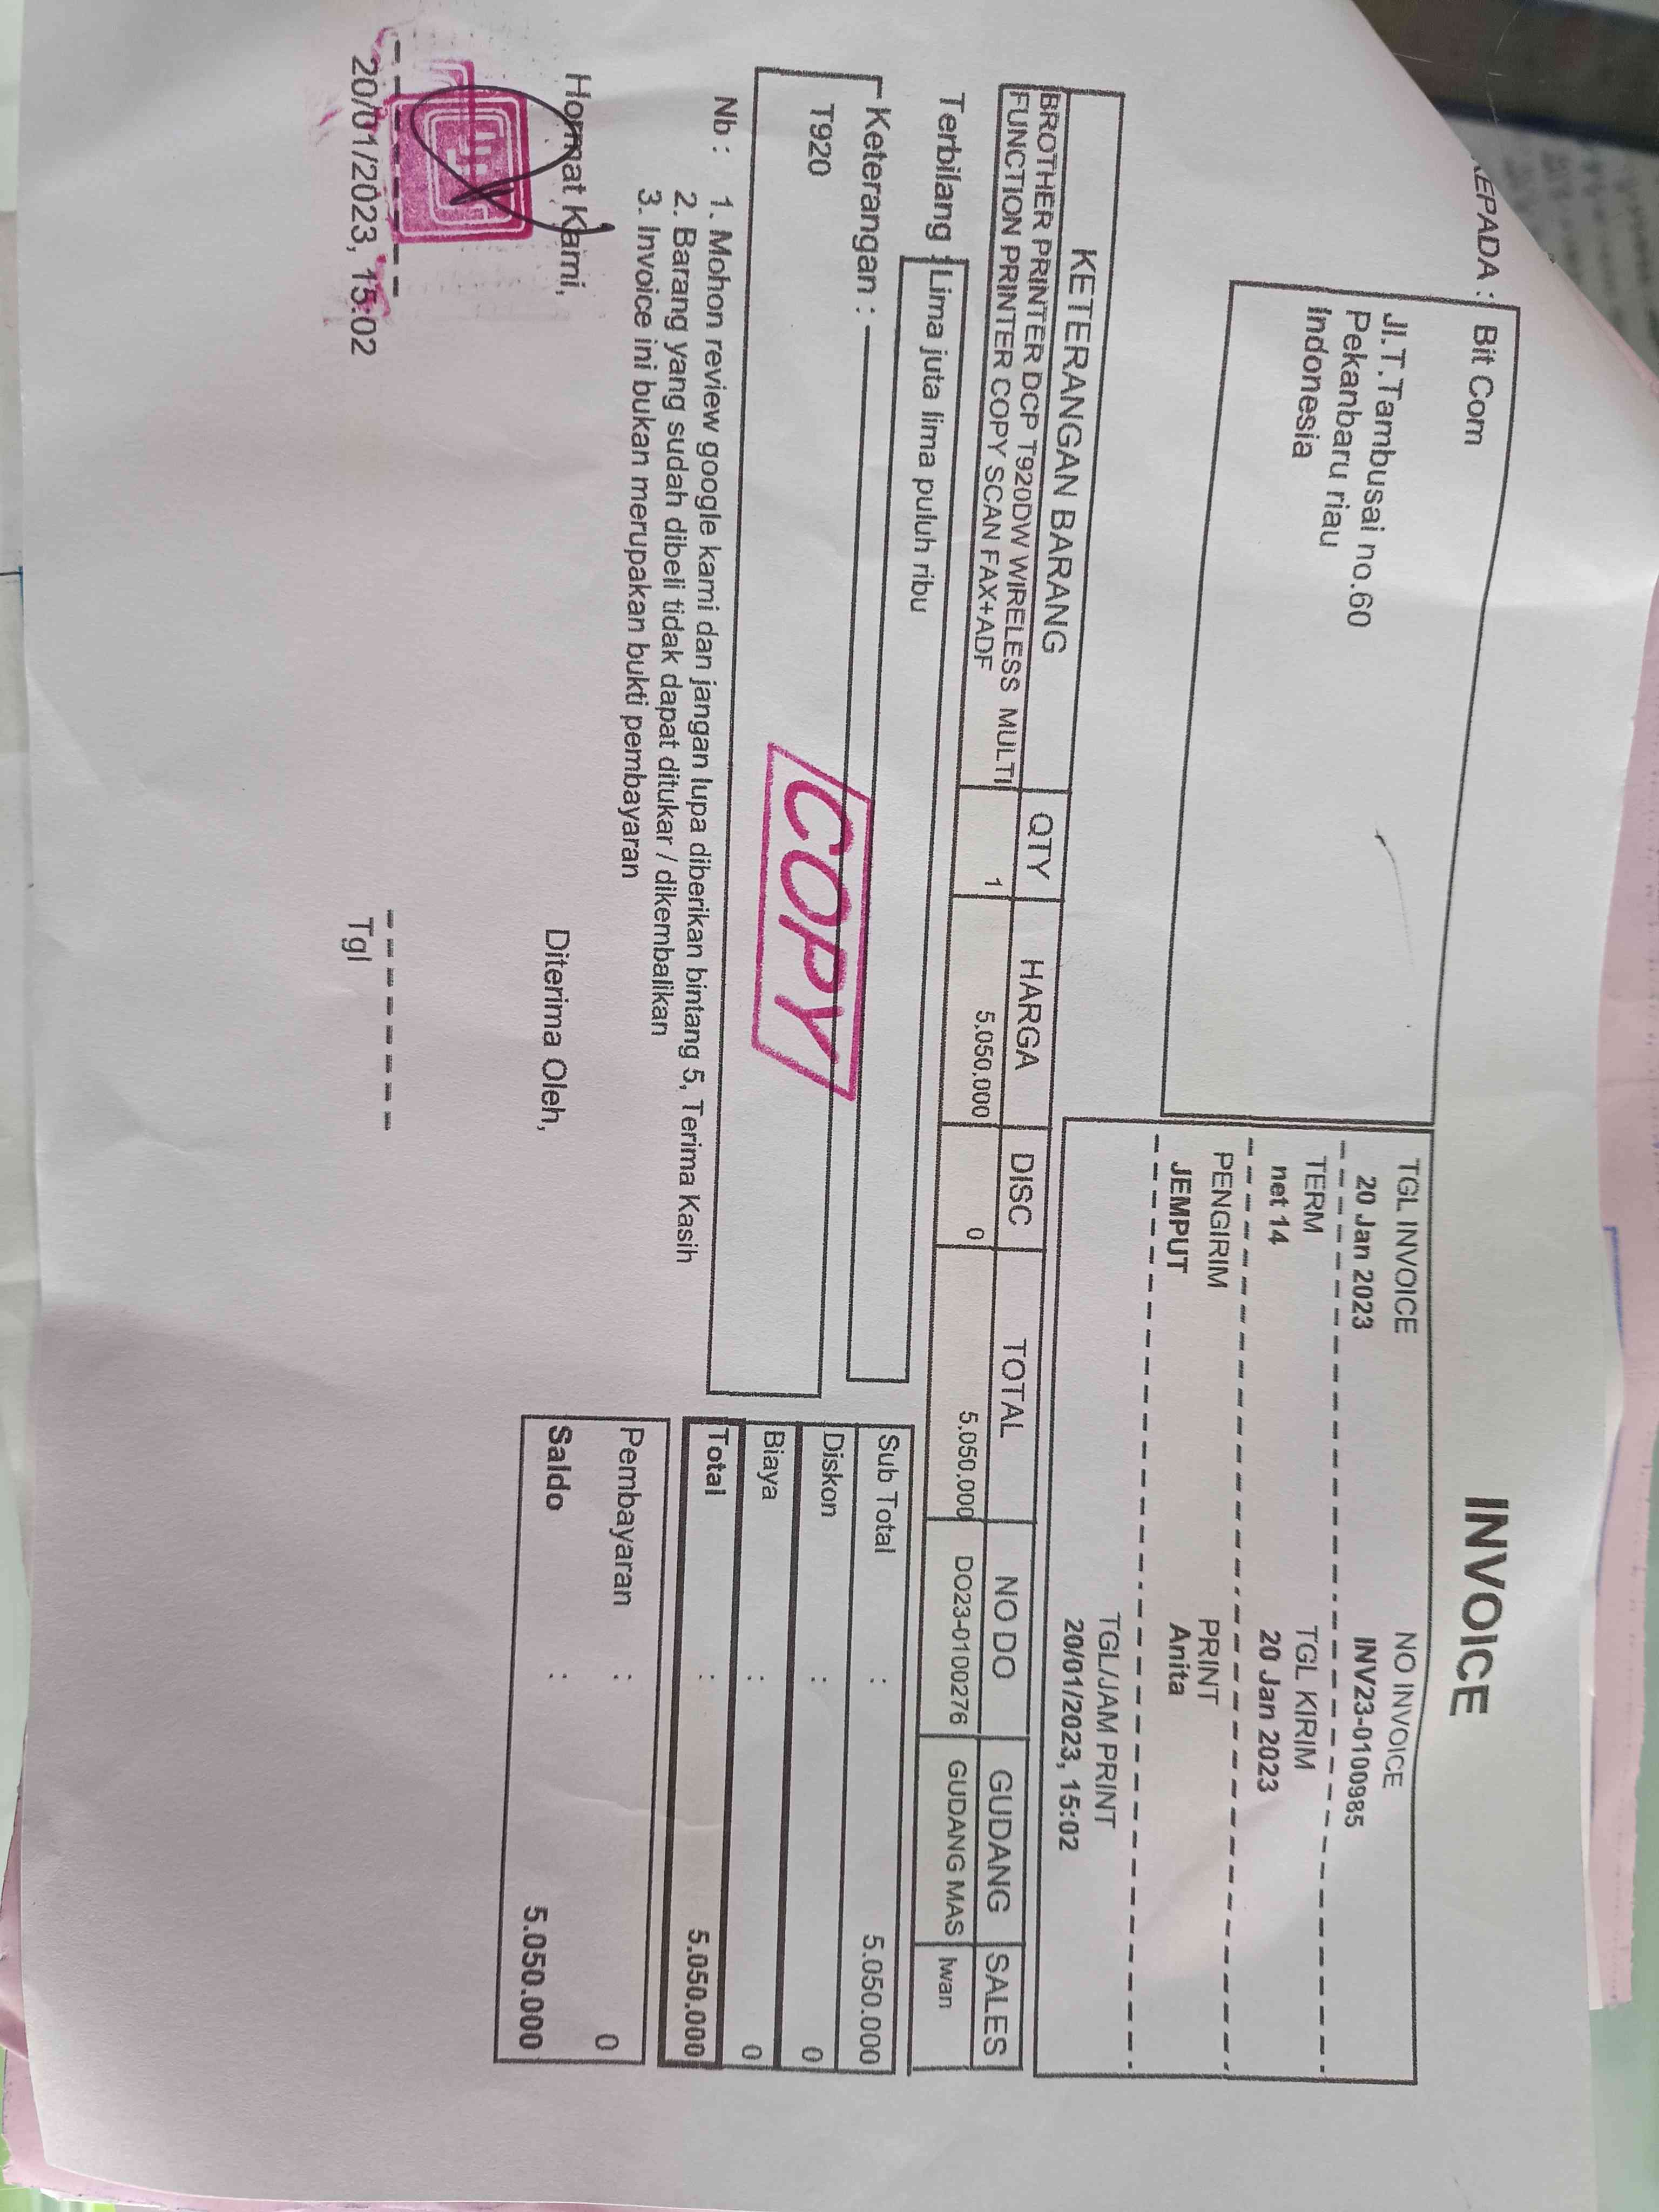 INVOICE
EPADA : Bit Com
Jl.T.Tambusai no.60
Pekanbaru riau
Indonesia
TGL INVOICE NO INVOICE
20 Jan 2023 INV23-0100985
TERM TGL KIRIM
net 14 20 Jan 2023
PENGIRIM PRINT
JEMPUT Anita
TGL/JAM PRINT
20/01/2023, 15:02
KETERANGAN BARANG QTY HARGA DISC TOTAL NO DO GUDANG SALES
BROTHER PRINTER DCP T920DW WIRELESS MULTI 1 5,050,000 0 5,050,000 DO23-0100276 GUDANG MAS Iwan
FUNCTION PRINTER COPY SCAN FAX+ADF
Terbilang : Lima juta lima puluh ribu
Keterangan :
T920
COPY
Sub Total : 5.050.000
Diskon : 0
Biaya : 0
Total : 5.050.000
Pembayaran : 0
Saldo : 5.050.000
Nb : 1. Mohon review google kami dan jangan lupa diberikan bintang 5, Terima Kasih
2. Barang yang sudah dibeli tidak dapat ditukar / dikembalikan
3. Invoice ini bukan merupakan bukti pembayaran
Hormat Kami, Diterima Oleh,
20/01/2023, 15:02 Tgl